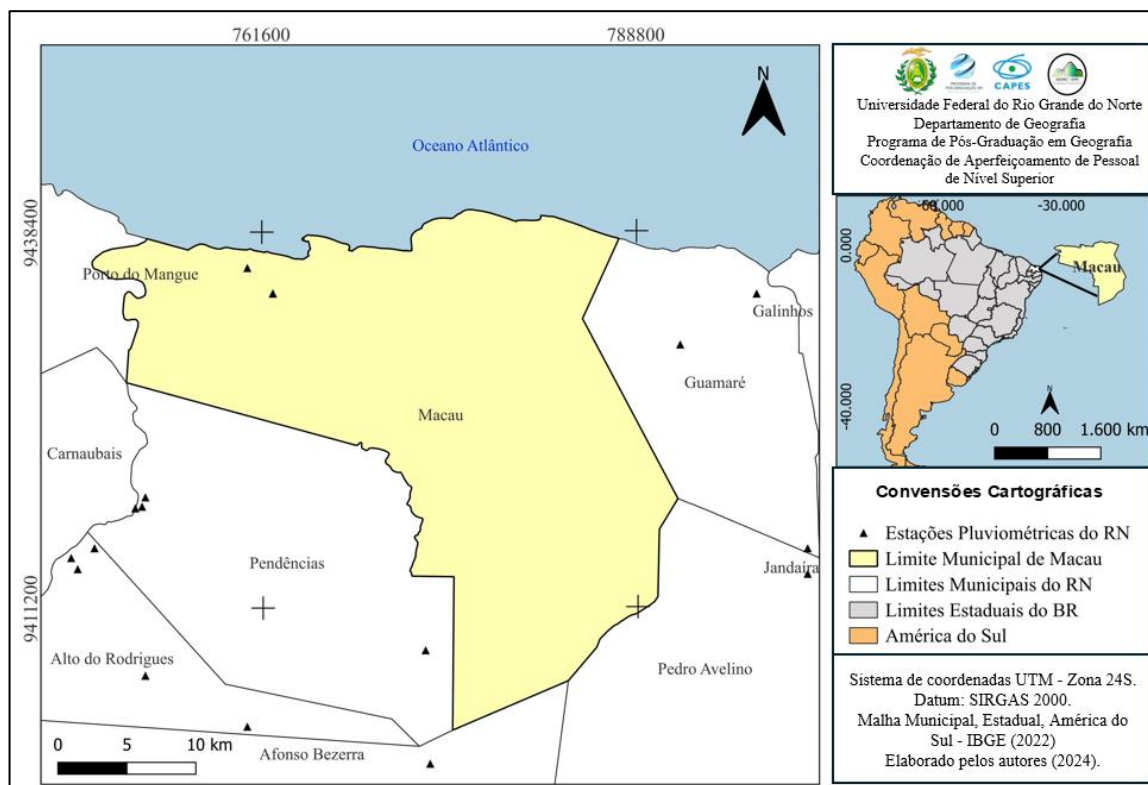 761600
788800
N
Oceano Atlântico
9438400
9411200
Porto do Mangue
Galinhos
Guamaré
Macau
Carnaubais
Pendências
Jandaíra
Alto do Rodrigues
Pedro Avelino
Afonso Bezerra
0 5 10 km
CAPES
Universidade Federal do Rio Grande do Norte
Departamento de Geografia
Programa de Pós-Graduação em Geografia
Coordenação de Aperfeiçoamento de Pessoal
de Nível Superior
-60.000
-30.000
0.000
-40.000
Macau
N
0 800 1.600 km
Convensões Cartográficas
Estações Pluviométricas do RN
Limite Municipal de Macau
Limites Municipais do RN
Limites Estaduais do BR
América do Sul
Sistema de coordenadas UTM - Zona 24S.
Datum: SIRGAS 2000.
Malha Municipal, Estadual, América do
Sul - IBGE (2022)
Elaborado pelos autores (2024).